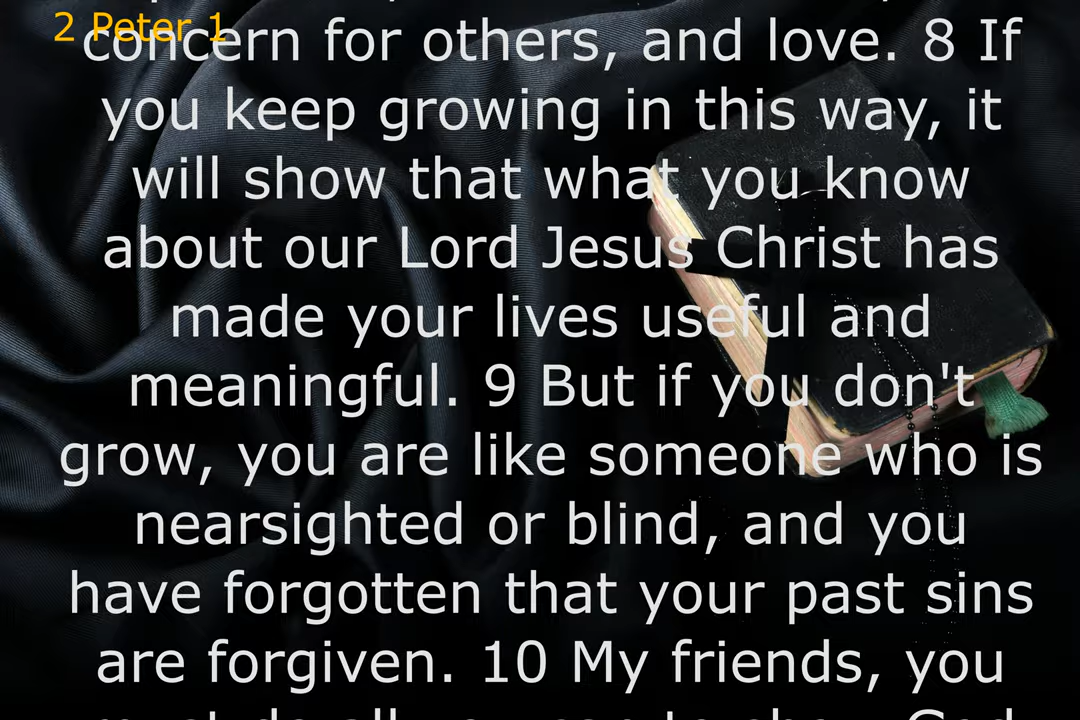 2 Peter 1
concern for others, and love. 8 If
you keep growing in this way, it
will show that what you know
about our Lord Jesus Christ has
made your lives useful and
meaningful. 9 But if you don't
grow, you are like someone who is
nearsighted or blind, and you
have forgotten that your past sins
are forgiven. 10 My friends, you